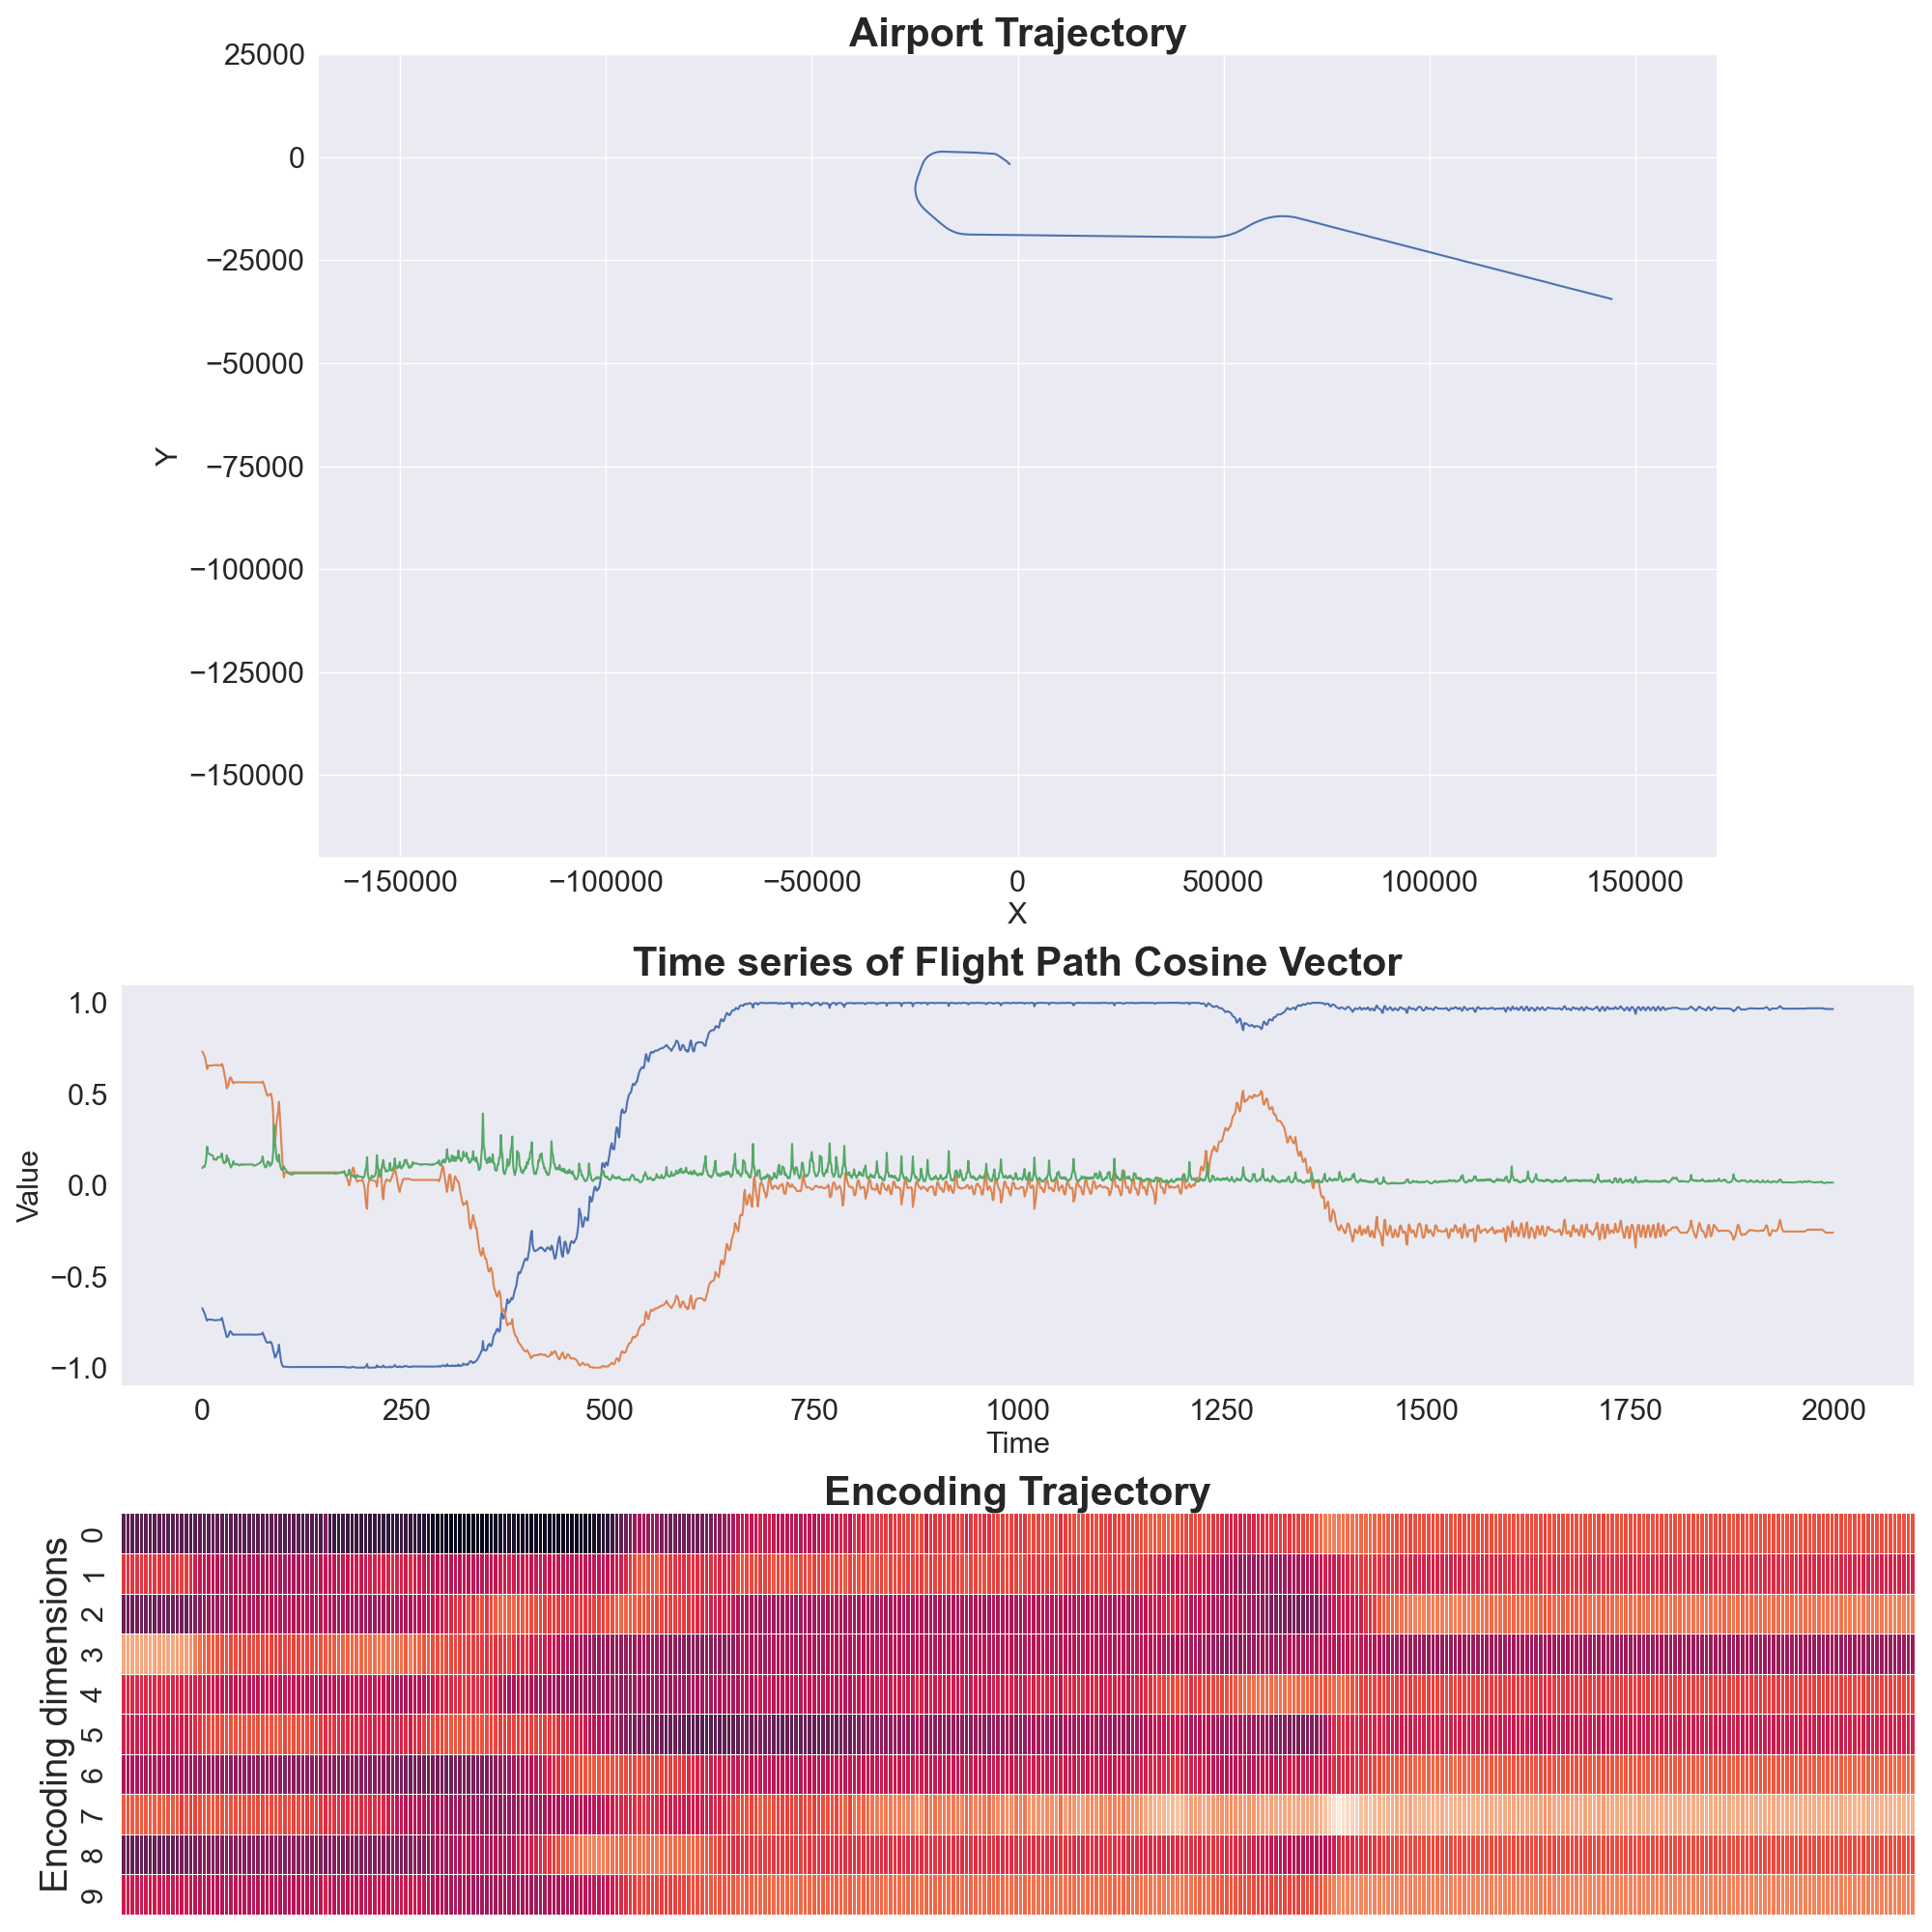 Airport Trajectory
25000
0
−25000
−50000
−75000
−100000
−125000
−150000
Y
−150000 −100000 −50000 0 50000 100000 150000
X
Time series of Flight Path Cosine Vector
1.0
0.5
0.0
−0.5
−1.0
Value
0 250 500 750 1000 1250 1500 1750 2000
Time
Encoding Trajectory
0
1
2
3
4
5
6
7
8
9
Encoding dimensions